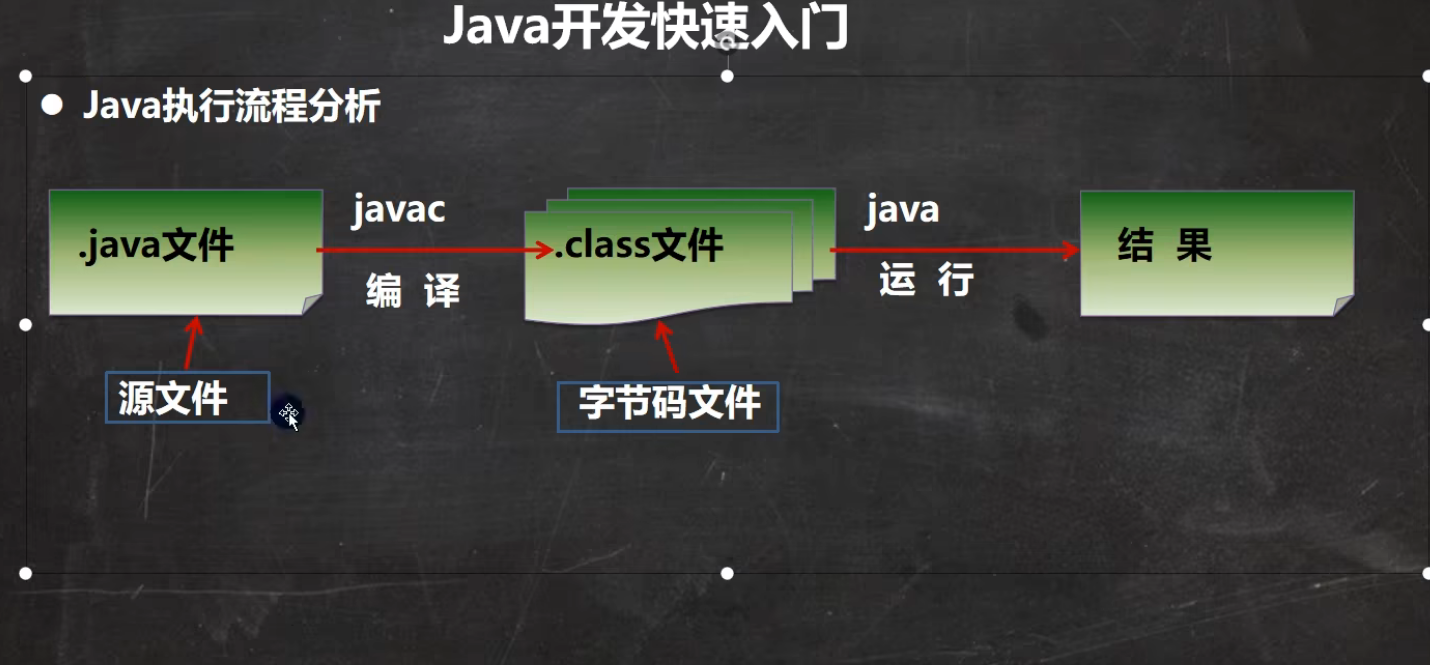 Java开发快速入门
● Java执行流程分析
javac
java
.java文件
.class文件
结 果
编 译
运 行
源文件
字节码文件